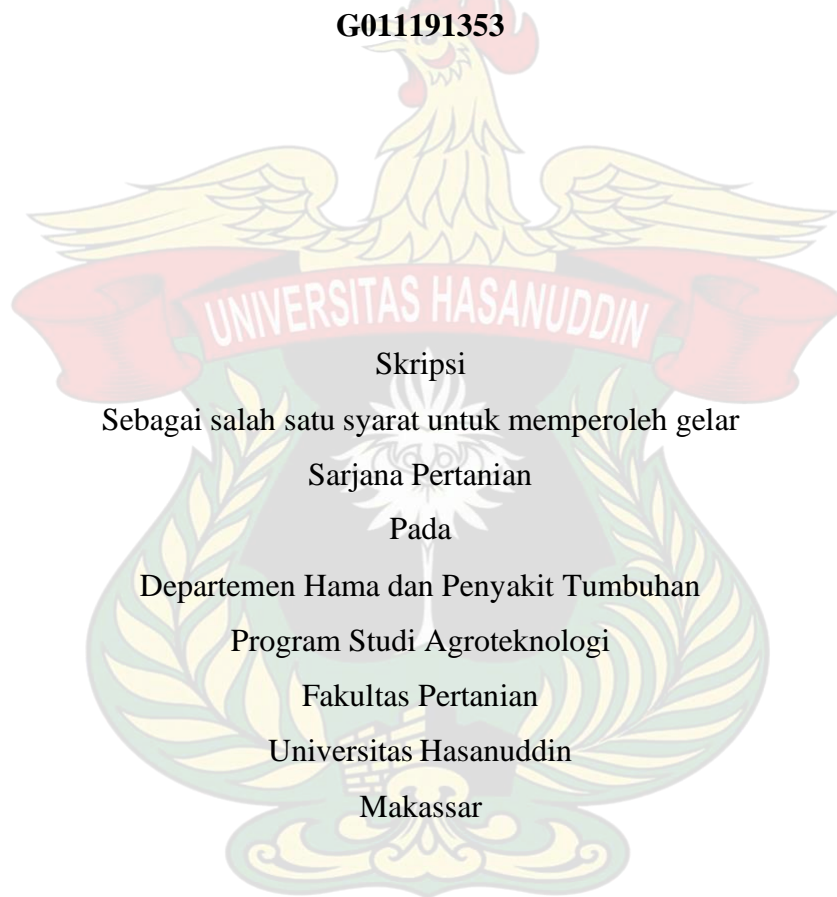 G011191353
UNIVERSITAS HASANUDDIN
Skripsi
Sebagai salah satu syarat untuk memperoleh gelar
Sarjana Pertanian
Pada
Departemen Hama dan Penyakit Tumbuhan
Program Studi Agroteknologi
Fakultas Pertanian
Universitas Hasanuddin
Makassar